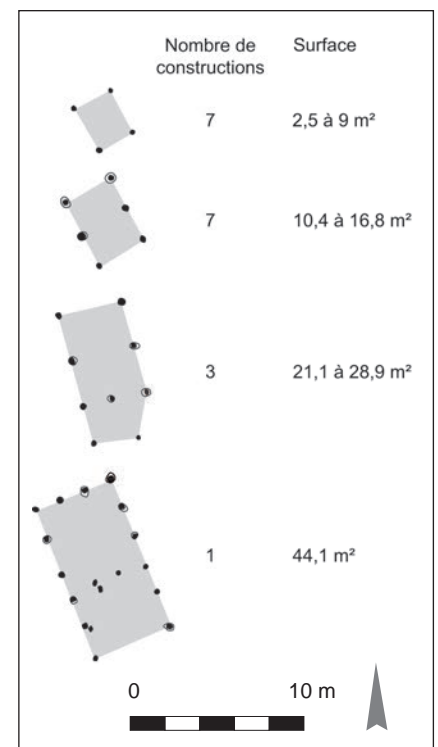 Nombre de constructions Surface
7 2,5 à 9 m²
7 10,4 à 16,8 m²
3 21,1 à 28,9 m²
1 44,1 m²
0 10 m